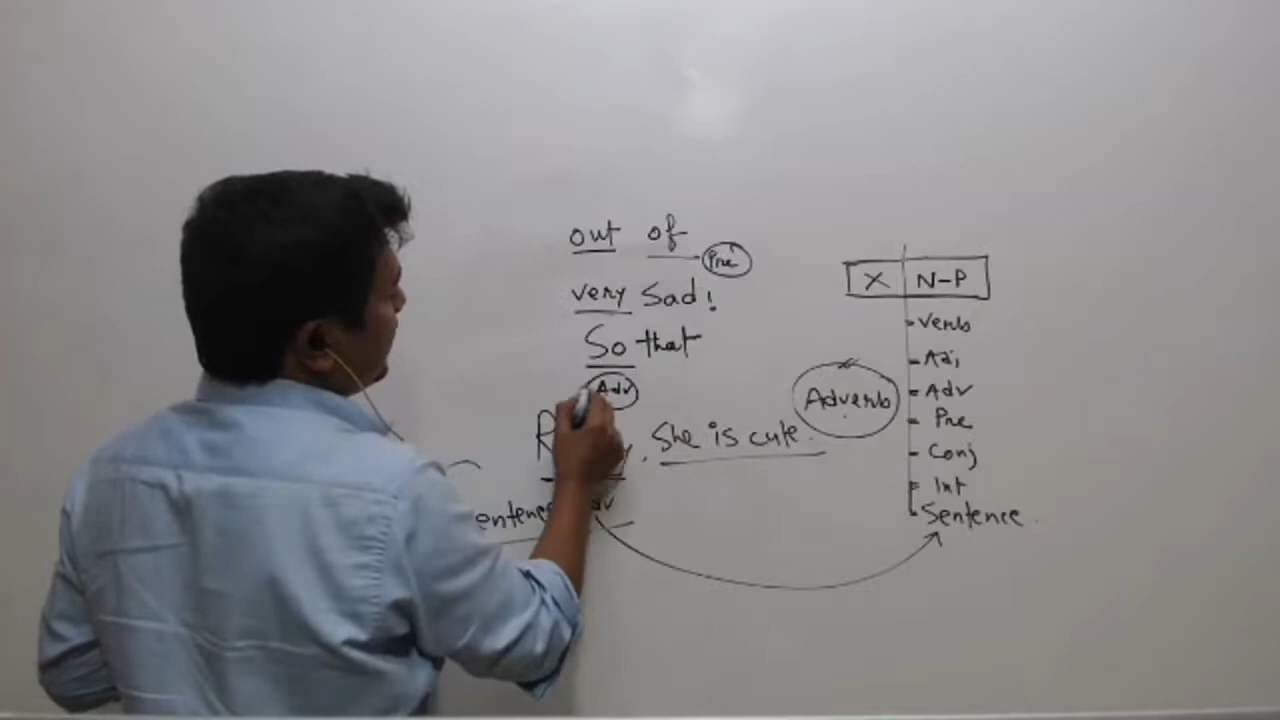 out of
Pre
very sad!
So that
Adv
She is cute.
Adv
Adverb
X N-P
Verb
Adj
Adv
Pre
Conj
Int
Sentence